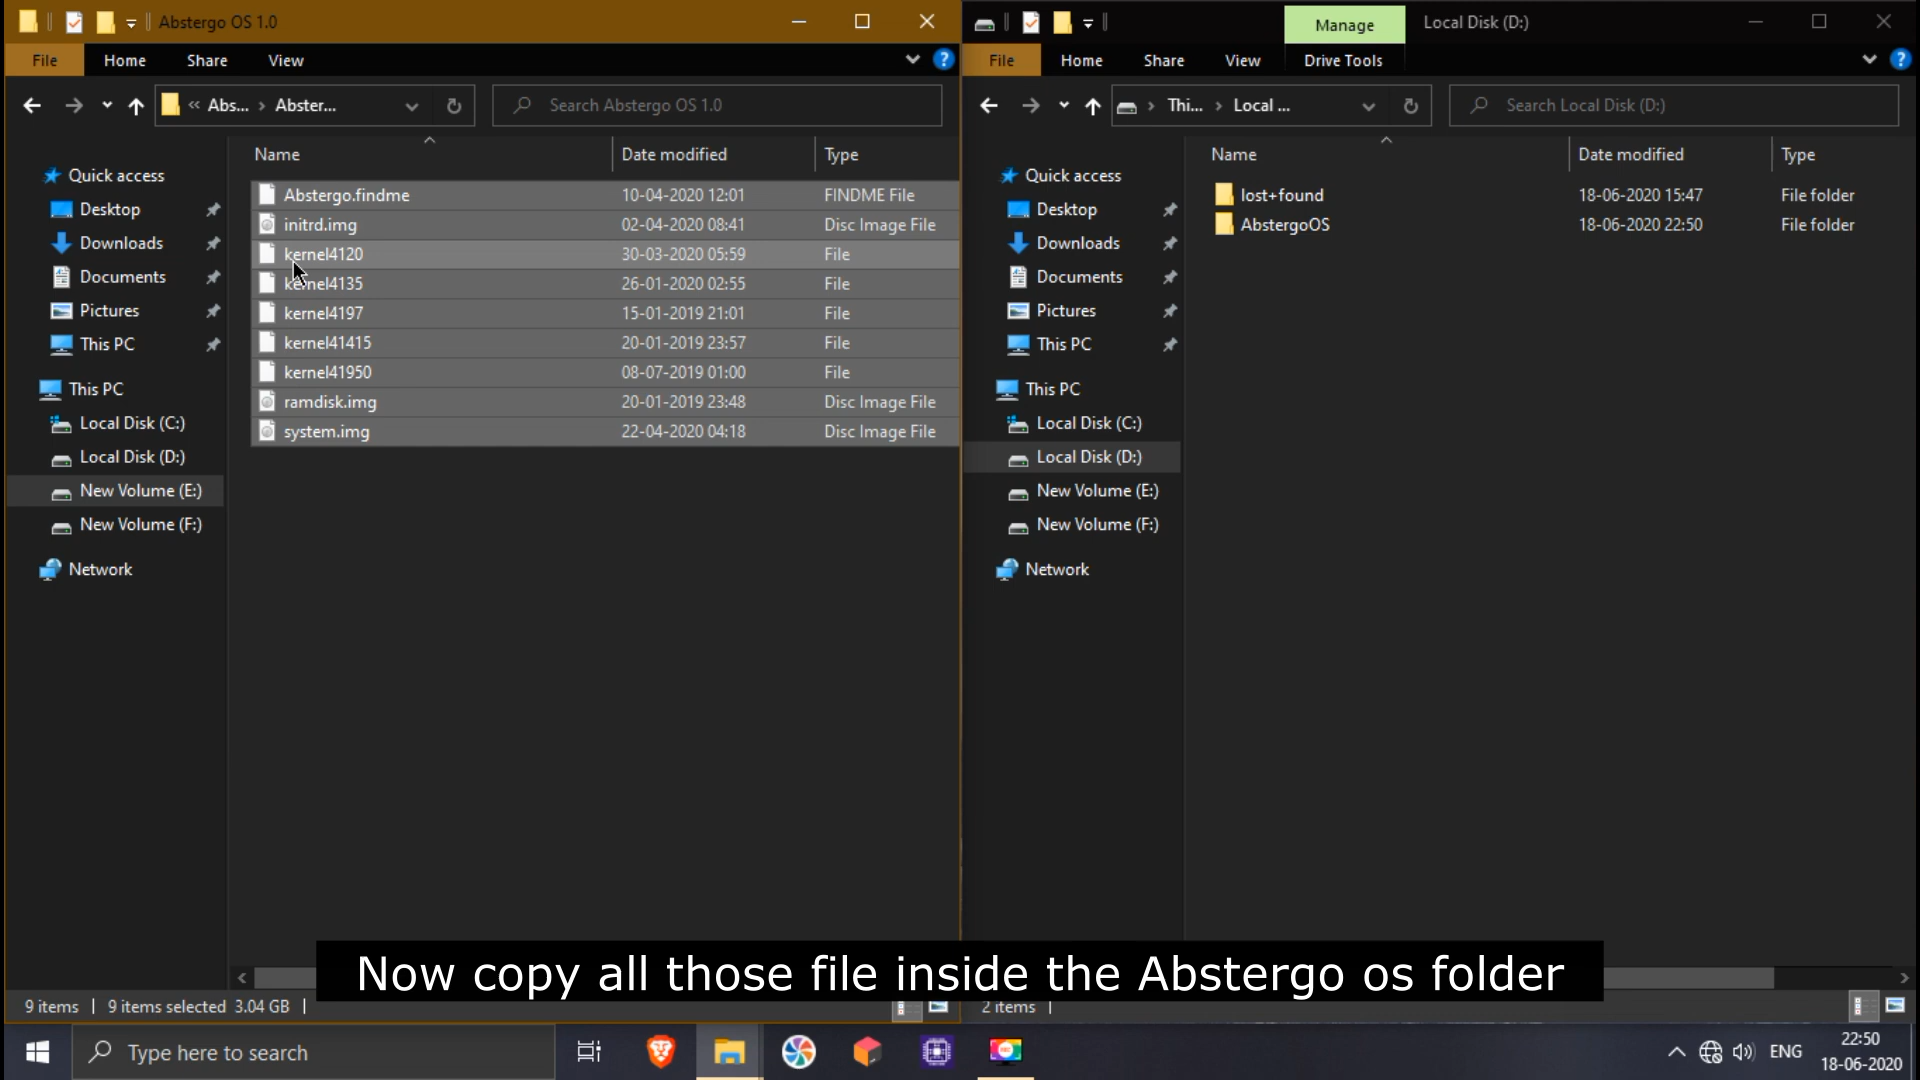 Abstergo OS 1.0
File Home Share View
Abs... Abster...
Search Abstergo OS 1.0
Quick access
Desktop
Downloads
Documents
Pictures
This PC
This PC
Local Disk (C:)
Local Disk (D:)
New Volume (E:)
New Volume (F:)
Network
Name Date modified Type
Abstergo.findme 10-04-2020 12:01 FINDME File
initrd.img 02-04-2020 08:41 Disc Image File
kernel4120 30-03-2020 05:59 File
kernel4135 26-01-2020 02:55 File
kernel4197 15-01-2019 21:01 File
kernel41415 20-01-2019 23:57 File
kernel41950 08-07-2019 01:00 File
ramdisk.img 20-01-2019 23:48 Disc Image File
system.img 22-04-2020 04:18 Disc Image File
9 items 9 items selected 3.04 GB
Manage Local Disk (D:)
File Home Share View Drive Tools
Thi... Local ...
Search Local Disk (D:)
Quick access
Desktop
Downloads
Documents
Pictures
This PC
This PC
Local Disk (C:)
Local Disk (D:)
New Volume (E:)
New Volume (F:)
Network
Name Date modified Type
lost+found 18-06-2020 15:47 File folder
AbstergoOS 18-06-2020 22:50 File folder
2 items
Now copy all those file inside the Abstergo os folder
Type here to search
ENG
22:50
18-06-2020